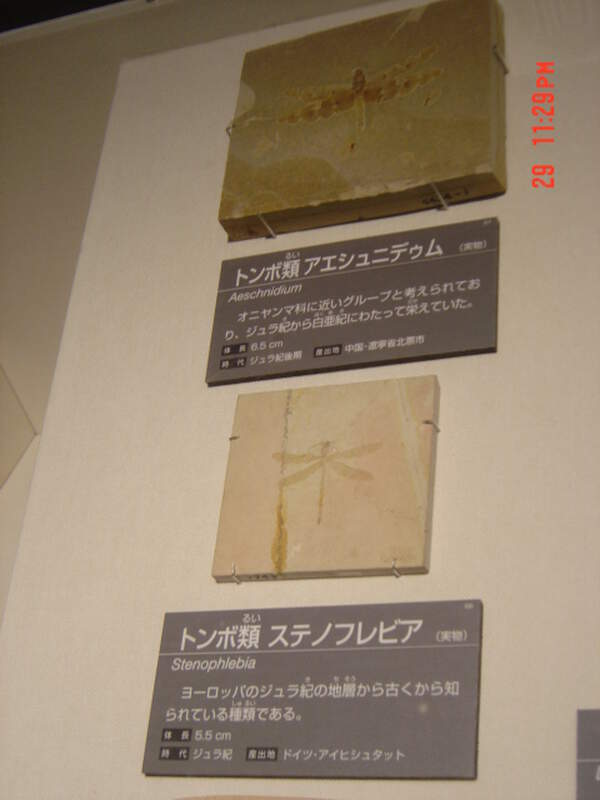 29 11:29PM
トンボ類 アエシュニデゥム (実物)
るい
Aeschnidium
オニヤンマ科に近いグループと考えられてお
り、ジュラ紀から白亜紀にわたって栄えていた。
体長 6.5 cm
時代 ジュラ紀後期 産出地 中国・遼寧省北票市
トンボ類 ステノフレビア (実物)
るい
Stenophlebia
ヨーロッパのジュラ紀の地層から古くから知
られている種類である。
体長 5.5 cm
時代 ジュラ紀 産出地 ドイツ・アイヒシュタット